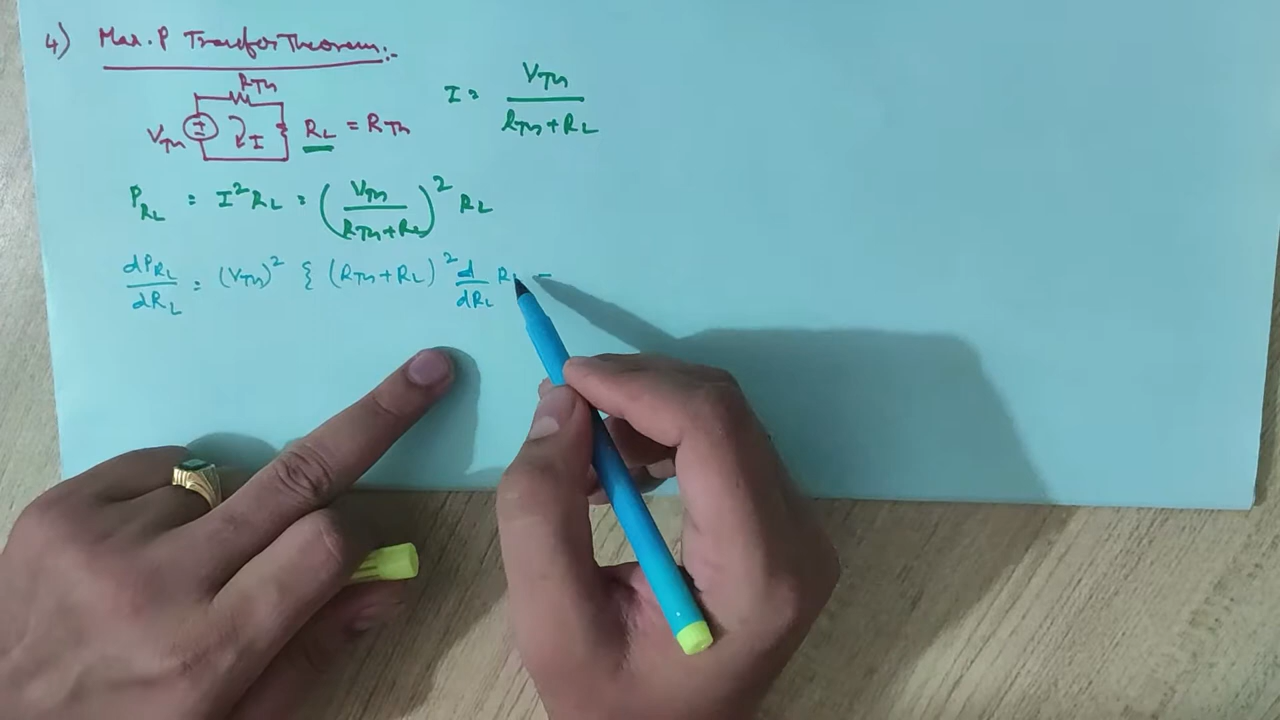 4) Max. P Transfer Theorem:-
RTh
I = VTh / RTh+RL
VTh I RL = RTh
PRL = I²RL = (VTh / RTh+RL)² RL
dPRL / dRL = (VTh)² { (RTh+RL)² d / dRL RL -